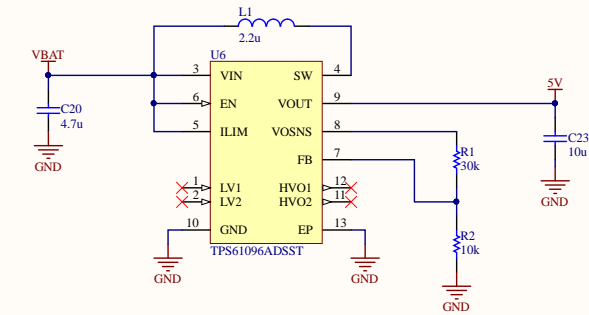 L1
2.2u
VBAT
U6
3 VIN SW 4
5V
6 EN VOUT 9
C20
4.7u
5 ILIM VOSNS 8
C23
10u
R1
30k
FB 7
GND
1 LV1 HVO1 12
2 LV2 HVO2 11
GND
10 GND EP 13
R2
10k
TPS61096ADSST
GND
GND
GND